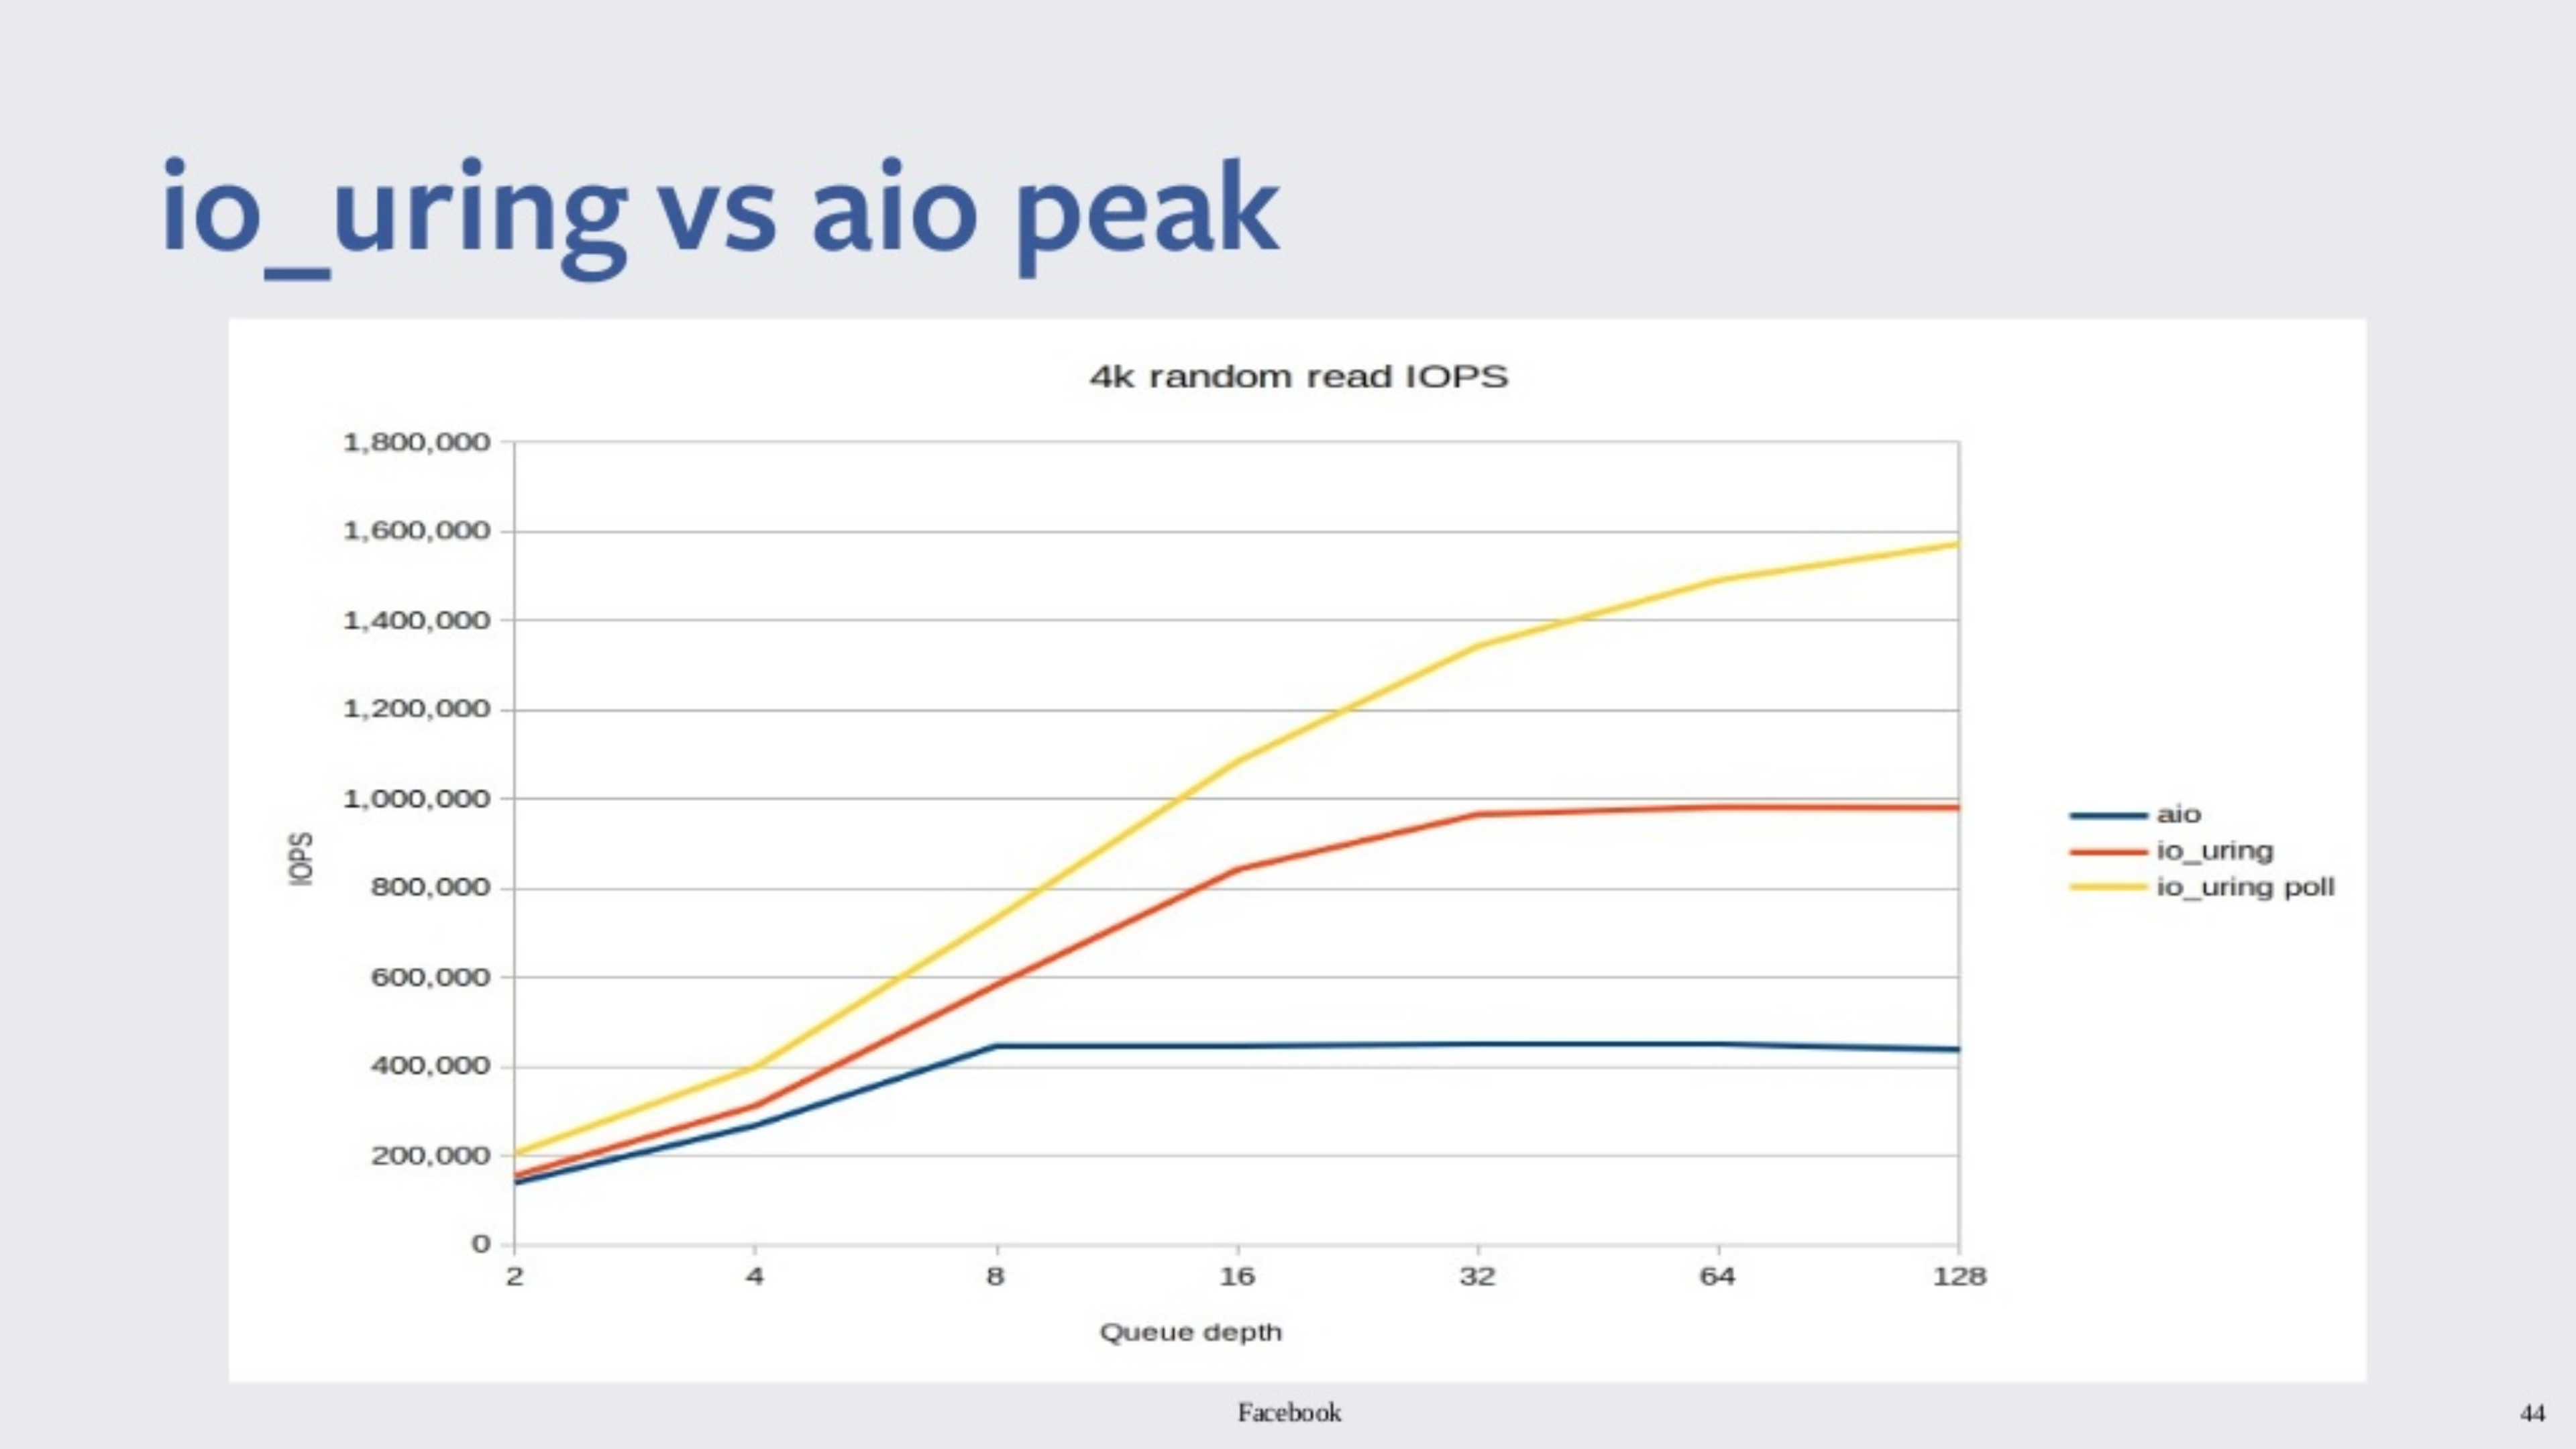 io_uring vs aio peak
4k random read IOPS
1,800,000
1,600,000
1,400,000
1,200,000
1,000,000
800,000
600,000
400,000
200,000
0
IOPS
2 4 8 16 32 64 128
Queue depth
aio
io_uring
io_uring poll
Facebook
44